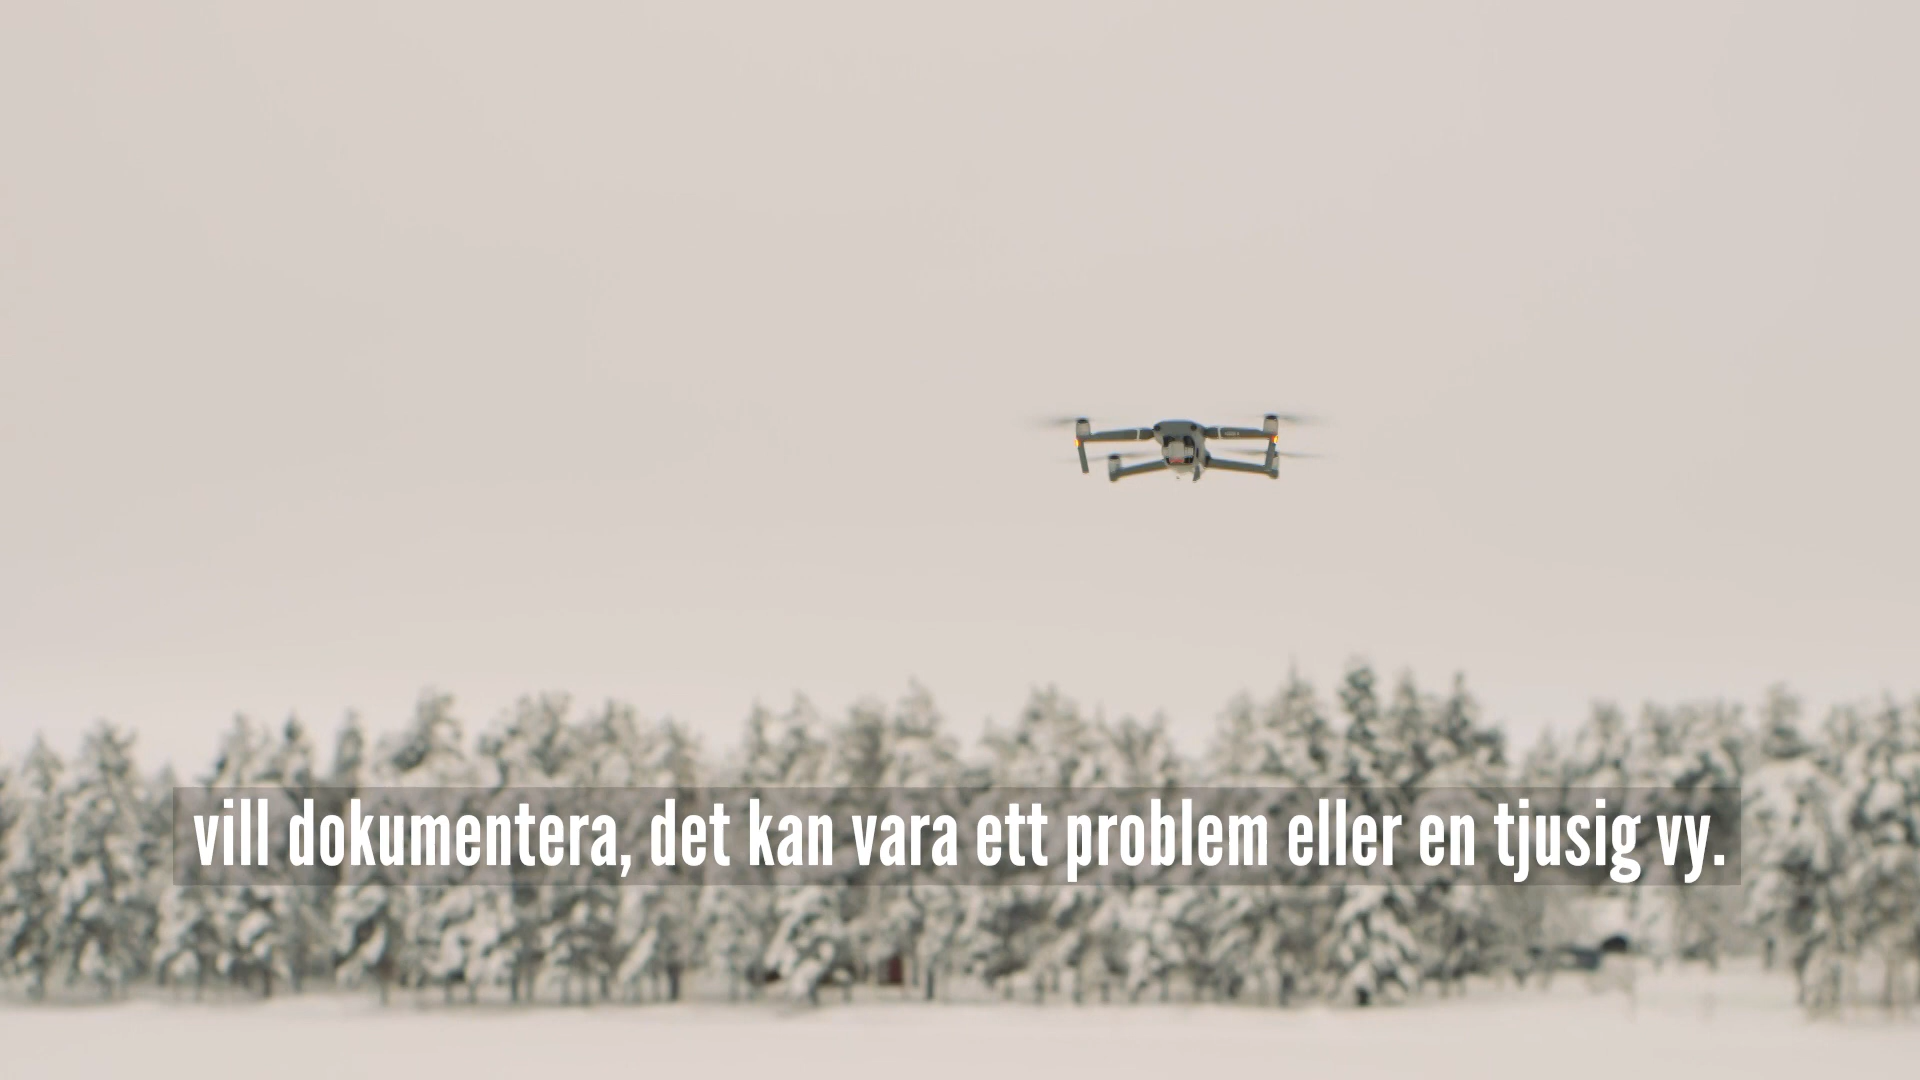 vill dokumentera, det kan vara ett problem eller en tjusig vy.